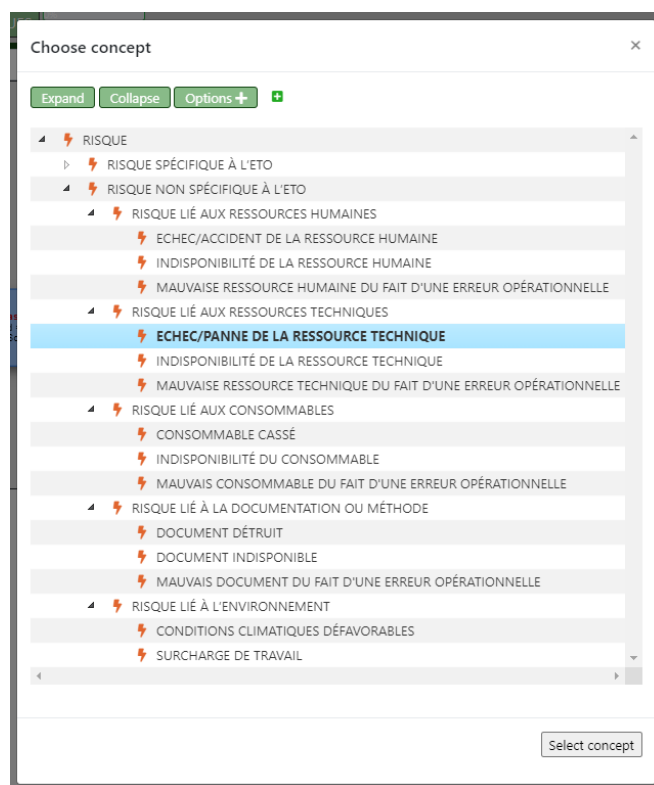 Choose concept
×
Expand Collapse Options +
RISQUE
RISQUE SPÉCIFIQUE À L'ETO
RISQUE NON SPÉCIFIQUE À L'ETO
RISQUE LIÉ AUX RESSOURCES HUMAINES
ECHEC/ACCIDENT DE LA RESSOURCE HUMAINE
INDISPONIBILITÉ DE LA RESSOURCE HUMAINE
MAUVAISE RESSOURCE HUMAINE DU FAIT D'UNE ERREUR OPÉRATIONNELLE
RISQUE LIÉ AUX RESSOURCES TECHNIQUES
ECHEC/PANNE DE LA RESSOURCE TECHNIQUE
INDISPONIBILITÉ DE LA RESSOURCE TECHNIQUE
MAUVAISE RESSOURCE TECHNIQUE DU FAIT D'UNE ERREUR OPÉRATIONNELLE
RISQUE LIÉ AUX CONSOMMABLES
CONSOMMABLE CASSÉ
INDISPONIBILITÉ DU CONSOMMABLE
MAUVAIS CONSOMMABLE DU FAIT D'UNE ERREUR OPÉRATIONNELLE
RISQUE LIÉ À LA DOCUMENTATION OU MÉTHODE
DOCUMENT DÉTRUIT
DOCUMENT INDISPONIBLE
MAUVAIS DOCUMENT DU FAIT D'UNE ERREUR OPÉRATIONNELLE
RISQUE LIÉ À L'ENVIRONNEMENT
CONDITIONS CLIMATIQUES DÉFAVORABLES
SURCHARGE DE TRAVAIL
Select concept